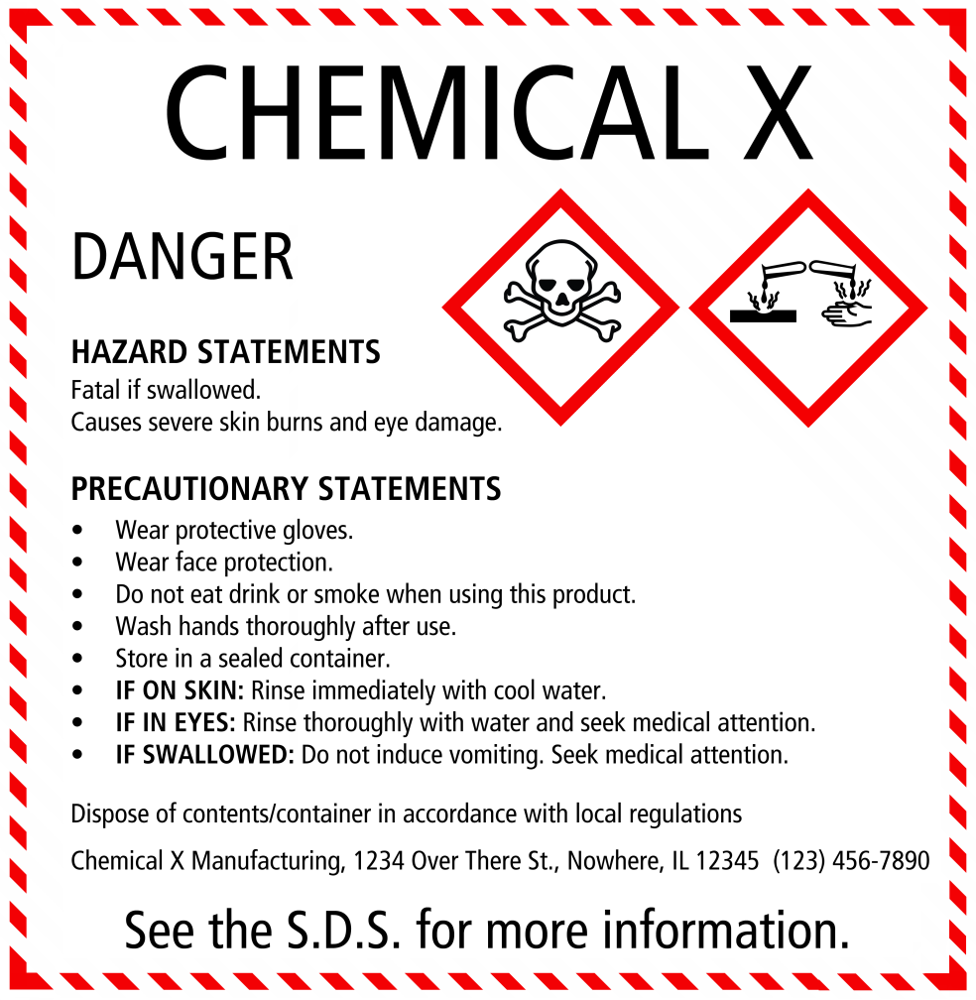 CHEMICAL X
DANGER
HAZARD STATEMENTS
Fatal if swallowed.
Causes severe skin burns and eye damage.
PRECAUTIONARY STATEMENTS
• Wear protective gloves.
• Wear face protection.
• Do not eat drink or smoke when using this product.
• Wash hands thoroughly after use.
• Store in a sealed container.
• IF ON SKIN: Rinse immediately with cool water.
• IF IN EYES: Rinse thoroughly with water and seek medical attention.
• IF SWALLOWED: Do not induce vomiting. Seek medical attention.
Dispose of contents/container in accordance with local regulations
Chemical X Manufacturing, 1234 Over There St., Nowhere, IL 12345 (123) 456-7890
See the S.D.S. for more information.